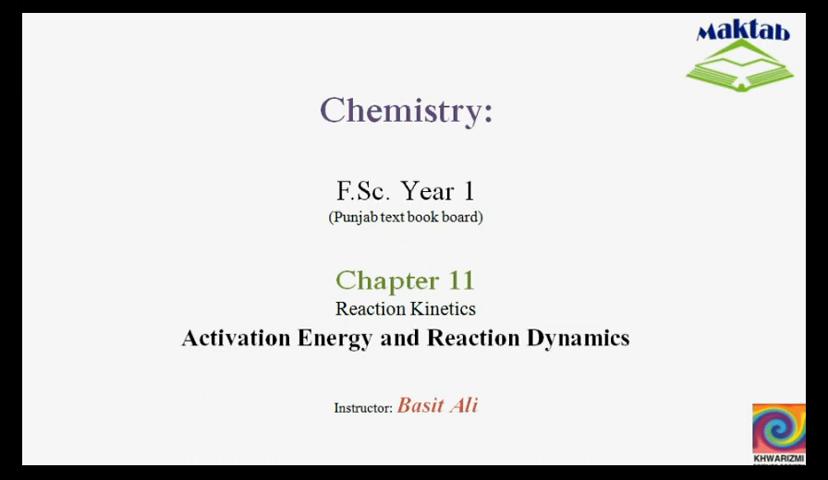 Maktab
Chemistry:
F.Sc. Year 1
(Punjab text book board)
Chapter 11
Reaction Kinetics
Activation Energy and Reaction Dynamics
Instructor: Basit Ali
KHWARIZMI